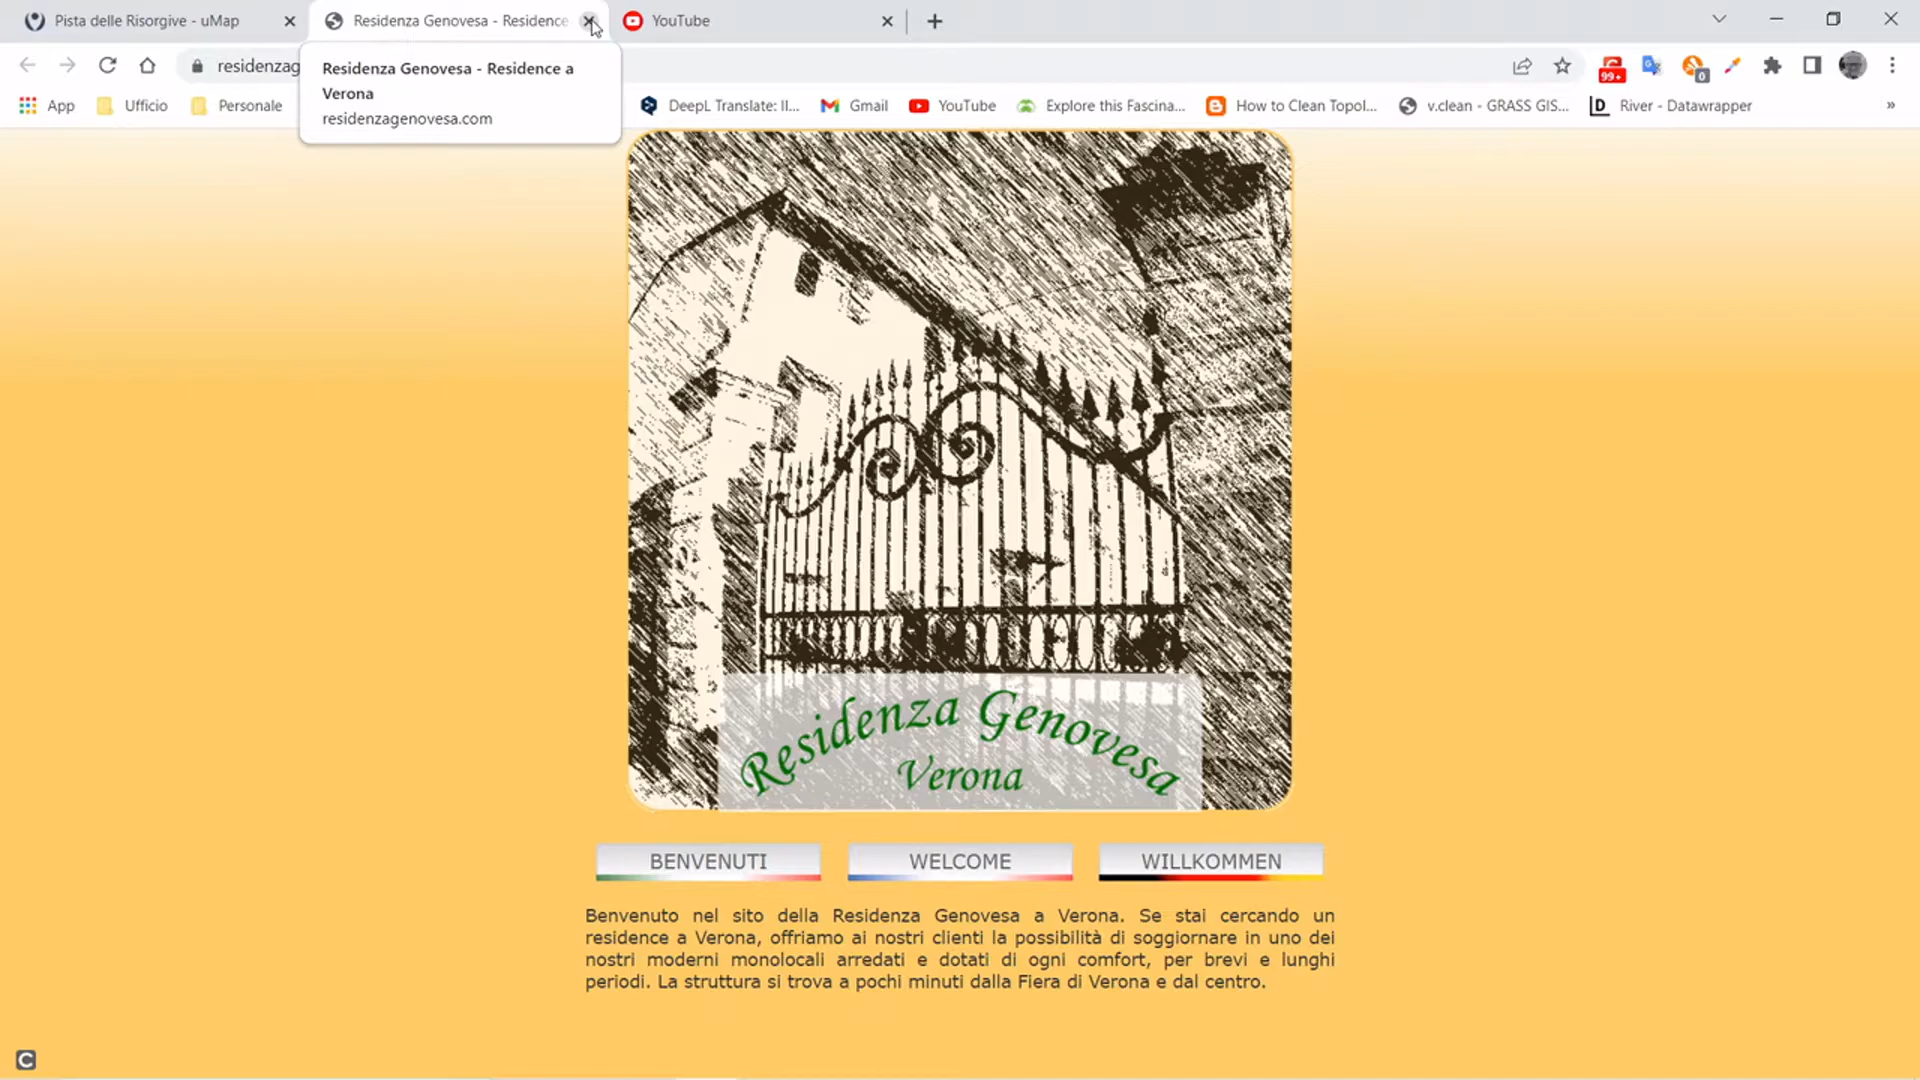 Pista delle Risorgive - uMap
Residenza Genovesa - Residence
YouTube
residenzag
Residenza Genovesa - Residence a
Verona
residenzagenovesa.com
99+
0
App
Ufficio
Personale
DeepL Translate: Il...
Gmail
YouTube
Explore this Fascina...
How to Clean Topol...
v.clean - GRASS GIS...
River - Datawrapper
»
Residenza Genovesa
Verona
BENVENUTI
WELCOME
WILLKOMMEN
Benvenuto nel sito della Residenza Genovesa a Verona. Se stai cercando un
residence a Verona, offriamo ai nostri clienti la possibilità di soggiornare in uno dei
nostri moderni monolocali arredati e dotati di ogni comfort, per brevi e lunghi
periodi. La struttura si trova a pochi minuti dalla Fiera di Verona e dal centro.
C